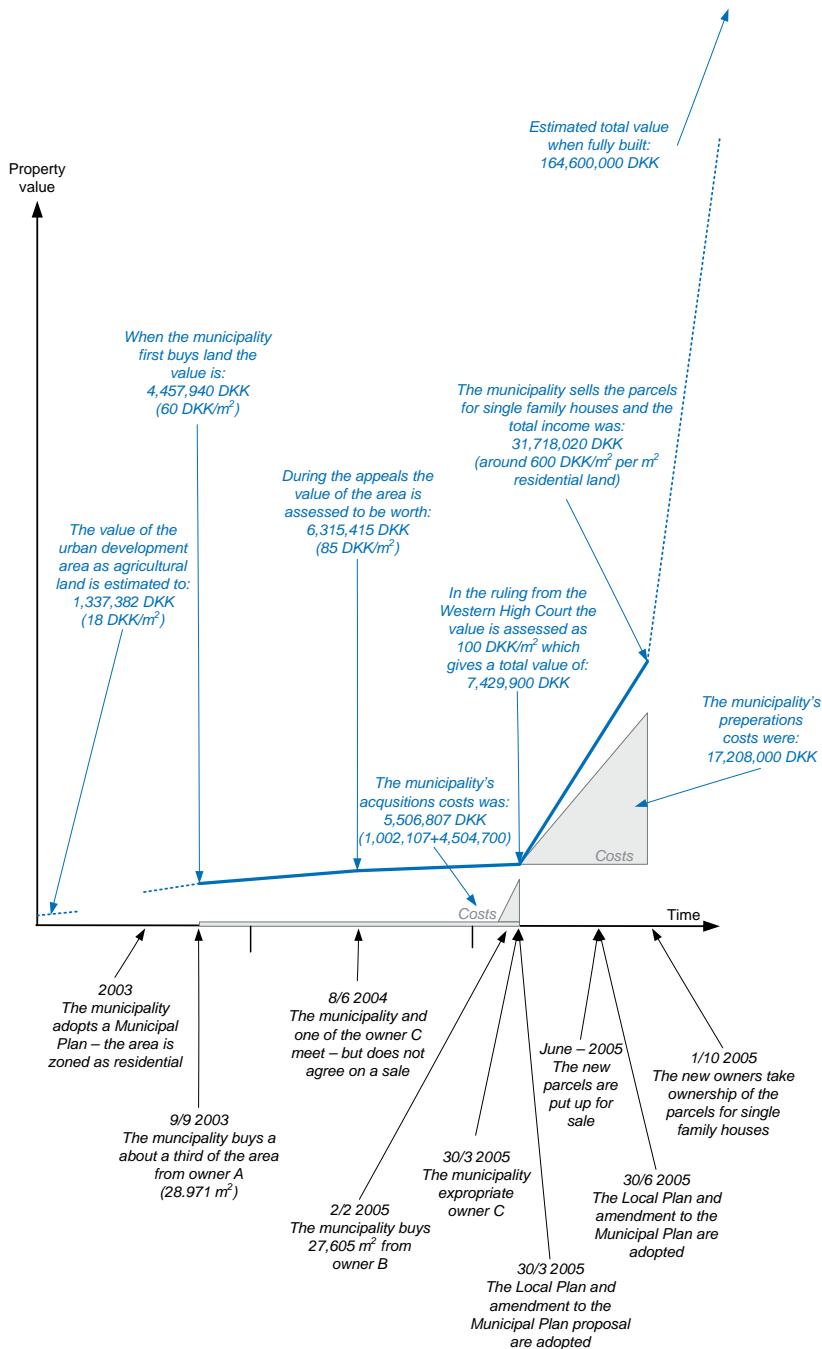 Estimated total value
when fully built:
164,600,000 DKK
Property
value
When the municipality
first buys land the
value is:
4,457,940 DKK
(60 DKK/m²)
The municipality sells the parcels
for single family houses and the
total income was:
31,718,020 DKK
(around 600 DKK/m² per m²
residential land)
During the appeals the
value of the area is
assessed to be worth:
6,315,415 DKK
(85 DKK/m²)
The value of the
urban development
area as agricultural
land is estimated to:
1,337,382 DKK
(18 DKK/m²)
In the ruling from the
Western High Court the
value is assessed as
100 DKK/m² which
gives a total value of:
7,429,900 DKK
The municipality's
preperations
costs were:
17,208,000 DKK
The municipality's
acqusitions costs was:
5,506,807 DKK
(1,002,107+4,504,700)
Costs
Costs
Time
2003
The municipality
adopts a Municipal
Plan – the area is
zoned as residential
8/6 2004
The municipality and
one of the owner C
meet – but does not
agree on a sale
June – 2005
The new
parcels are
put up for
sale
1/10 2005
The new owners take
ownership of the
parcels for single
family houses
9/9 2003
The muncipality buys a
about a third of the area
from owner A
(28.971 m²)
30/3 2005
The municipality
expropriate
owner C
30/6 2005
The Local Plan and
amendment to the
Municipal Plan are
adopted
2/2 2005
The muncipality buys
27,605 m² from
owner B
30/3 2005
The Local Plan and
amendment to the
Municipal Plan proposal
are adopted